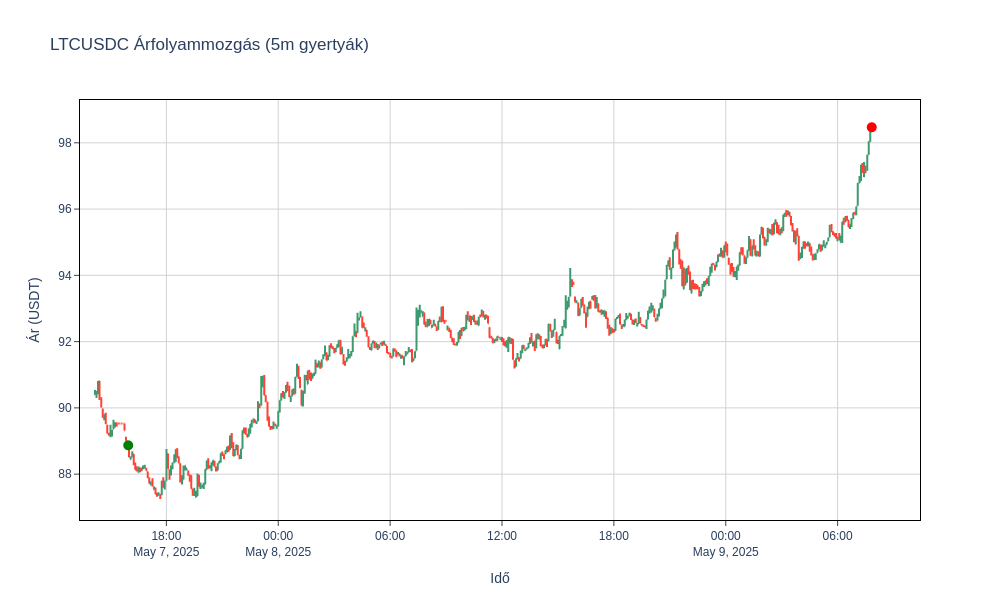 LTCUSDC Árfolyammozgás (5m gyertyák)
Ár (USDT)
98
96
94
92
90
88
18:00
May 7, 2025
00:00
May 8, 2025
06:00
12:00
18:00
00:00
May 9, 2025
06:00
Idő